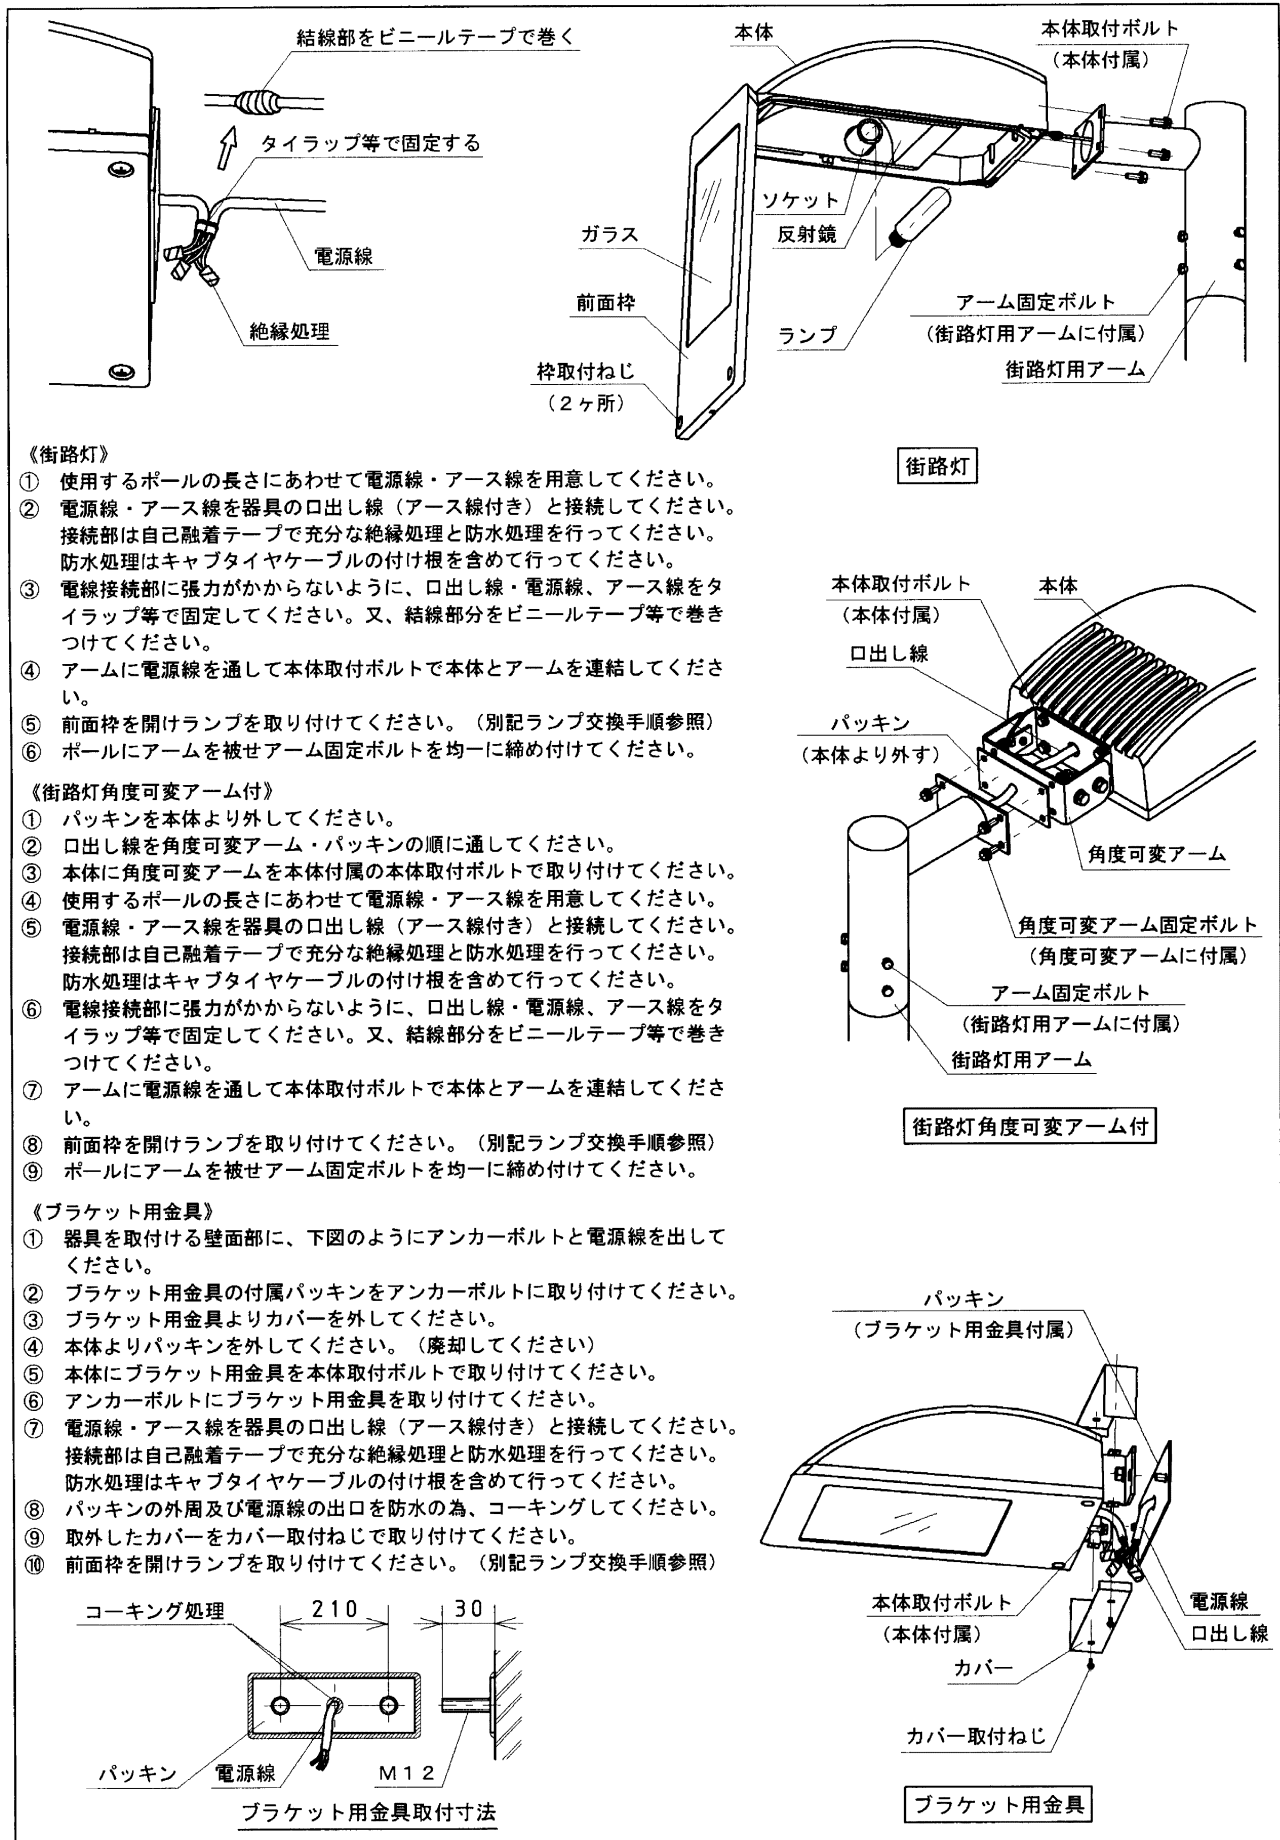 結線部をビニールテープで巻く
タイラップ等で固定する
電源線
絶縁処理
本体
本体取付ボルト
(本体付属)
ソケット
反射鏡
ガラス
前面枠
ランプ
枠取付ねじ
(2ヶ所)
アーム固定ボルト
(街路灯用アームに付属)
街路灯用アーム
街路灯
《街路灯》
① 使用するポールの長さにあわせて電源線・アース線を用意してください。
② 電源線・アース線を器具の口出し線(アース線付き)と接続してください。
接続部は自己融着テープで充分な絶縁処理と防水処理を行ってください。
防水処理はキャブタイヤケーブルの付け根を含めて行ってください。
③ 電線接続部に張力がかからないように、口出し線・電源線、アース線をタ
イラップ等で固定してください。又、結線部分をビニールテープ等で巻き
つけてください。
④ アームに電源線を通して本体取付ボルトで本体とアームを連結してくださ
い。
⑤ 前面枠を開けランプを取り付けてください。(別記ランプ交換手順参照)
⑥ ポールにアームを被せアーム固定ボルトを均一に締め付けてください。
《街路灯角度可変アーム付》
① パッキンを本体より外してください。
② 口出し線を角度可変アーム・パッキンの順に通してください。
③ 本体に角度可変アームを本体付属の本体取付ボルトで取り付けてください。
④ 使用するポールの長さにあわせて電源線・アース線を用意してください。
⑤ 電源線・アース線を器具の口出し線(アース線付き)と接続してください。
接続部は自己融着テープで充分な絶縁処理と防水処理を行ってください。
防水処理はキャブタイヤケーブルの付け根を含めて行ってください。
⑥ 電線接続部に張力がかからないように、口出し線・電源線、アース線をタ
イラップ等で固定してください。又、結線部分をビニールテープ等で巻き
つけてください。
⑦ アームに電源線を通して本体取付ボルトで本体とアームを連結してくださ
い。
⑧ 前面枠を開けランプを取り付けてください。(別記ランプ交換手順参照)
⑨ ポールにアームを被せアーム固定ボルトを均一に締め付けてください。
本体取付ボルト
(本体付属)
本体
口出し線
パッキン
(本体より外す)
角度可変アーム
角度可変アーム固定ボルト
(角度可変アームに付属)
アーム固定ボルト
(街路灯用アームに付属)
街路灯用アーム
街路灯角度可変アーム付
《ブラケット用金具》
① 器具を取付ける壁面部に、下図のようにアンカーボルトと電源線を出して
ください。
② ブラケット用金具の付属パッキンをアンカーボルトに取り付けてください。
③ ブラケット用金具よりカバーを外してください。
④ 本体よりパッキンを外してください。(廃却してください)
⑤ 本体にブラケット用金具を本体取付ボルトで取り付けてください。
⑥ アンカーボルトにブラケット用金具を取り付けてください。
⑦ 電源線・アース線を器具の口出し線(アース線付き)と接続してください。
接続部は自己融着テープで充分な絶縁処理と防水処理を行ってください。
防水処理はキャブタイヤケーブルの付け根を含めて行ってください。
⑧ パッキンの外周及び電源線の出口を防水の為、コーキングしてください。
⑨ 取外したカバーをカバー取付ねじで取り付けてください。
⑩ 前面枠を開けランプを取り付けてください。(別記ランプ交換手順参照)
コーキング処理
210
30
パッキン
電源線
M12
ブラケット用金具取付寸法
パッキン
(ブラケット用金具付属)
本体取付ボルト
(本体付属)
電源線
口出し線
カバー
カバー取付ねじ
ブラケット用金具